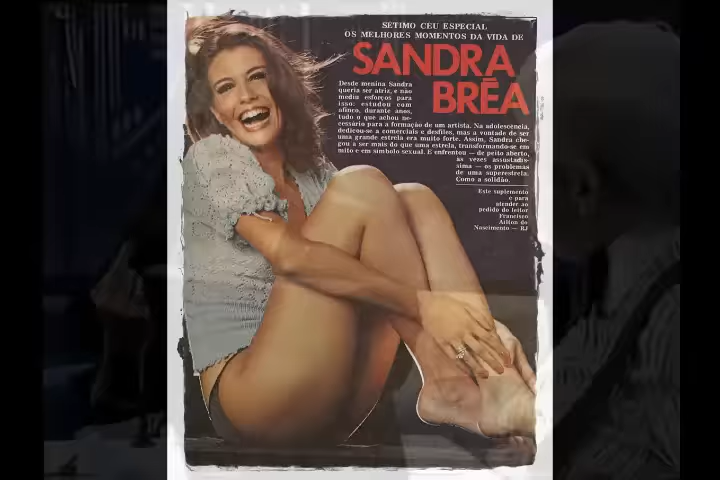 SÉTIMO CÉU ESPECIAL
OS MELHORES MOMENTOS DA VIDA DE
SANDRA
BRÉA
Desde menina Sandra
queria ser atriz, e não
mediu esforços para
isso: estudou com
afinco, durante anos,
tudo o que achou ne-
cessário para a formação de um artista. Na adolescência,
dedicou-se a comerciais e desfiles, mas a vontade de ser
uma grande estrela era muito forte. Assim, Sandra che-
gou a ser mais do que uma estrela, transformando-se em
mito e em símbolo sexual. E enfrentou — de peito aberto,
às vezes assustadís-
sima — os problemas
de uma superestrela.
Como a solidão.
Este suplemento
é para
atender ao
pedido do leitor
Francisco
Ailton do
Nascimento — RJ